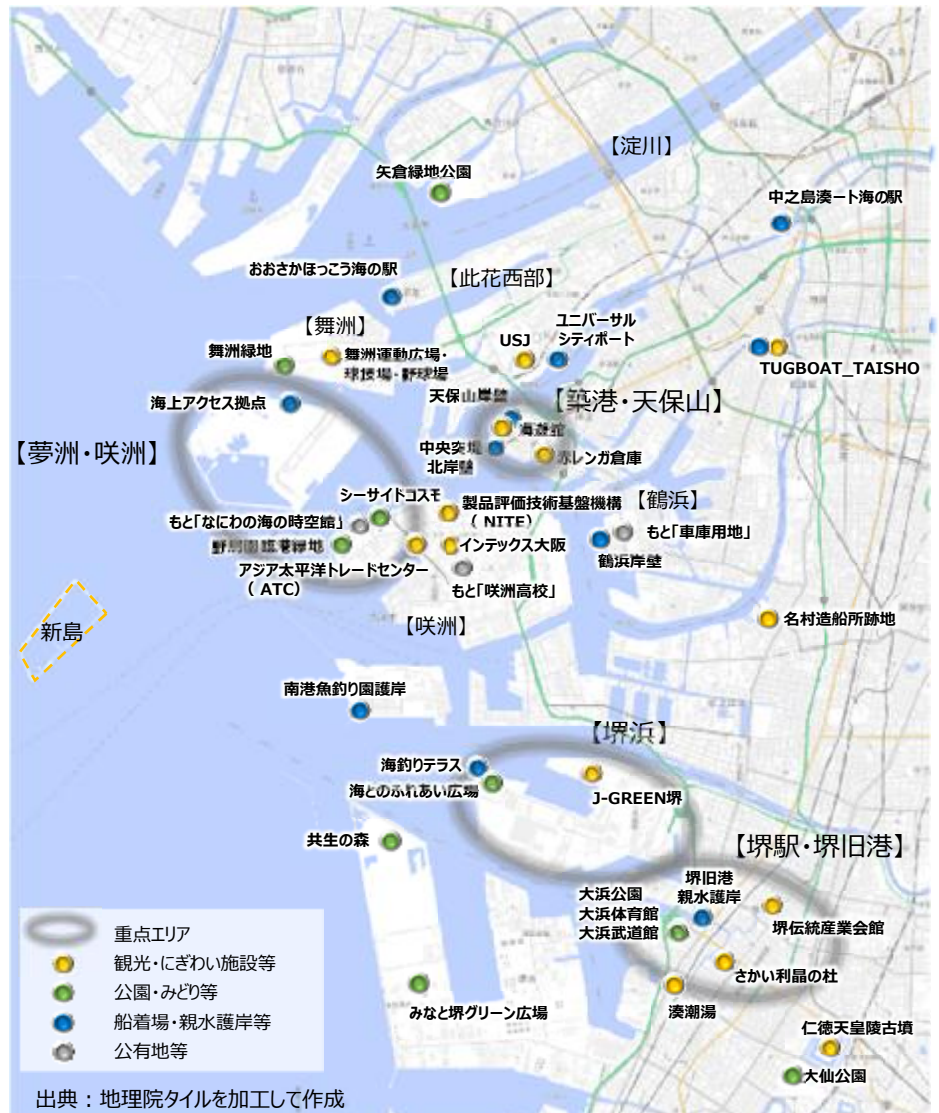 【淀川】
矢倉緑地公園
中之島湊ート海の駅
おおさかほっこう海の駅
【此花西部】
【舞洲】
USJ
ユニバーサル
シティポート
舞洲緑地
舞洲運動広場・
球技場・野球場
TUGBOAT_TAISHO
海上アクセス拠点
天保山岸壁
【築港・天保山】
海遊館
【夢洲・咲洲】
中央突堤
北岸壁
赤レンガ倉庫
シーサイドコスモ
製品評価技術基盤機構
（ NITE）
【鶴浜】
もと「なにわの海の時空館」
もと「車庫用地」
野鳥園臨港緑地
インテックス大阪
鶴浜岸壁
アジア太平洋トレードセンター
（ ATC）
もと「咲洲高校」
新島
【咲洲】
名村造船所跡地
南港魚釣り園護岸
【堺浜】
海釣りテラス
海とのふれあい広場
J-GREEN堺
共生の森
【堺駅・堺旧港】
大浜公園
大浜体育館
大浜武道館
堺旧港
親水護岸
堺伝統産業会館
さかい利晶の杜
みなと堺グリーン広場
湊潮湯
仁徳天皇陵古墳
大仙公園
重点エリア
観光・にぎわい施設等
公園・みどり等
船着場・親水護岸等
公有地等
出典：地理院タイルを加工して作成